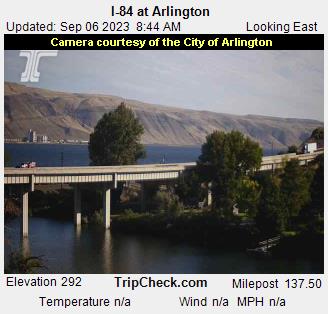 I-84 at Arlington
Updated: Sep 06 2023 8:44 AM Looking East
Camera courtesy of the City of Arlington
Elevation 292 TripCheck.com Milepost 137.50
Temperature n/a Wind n/a MPH n/a